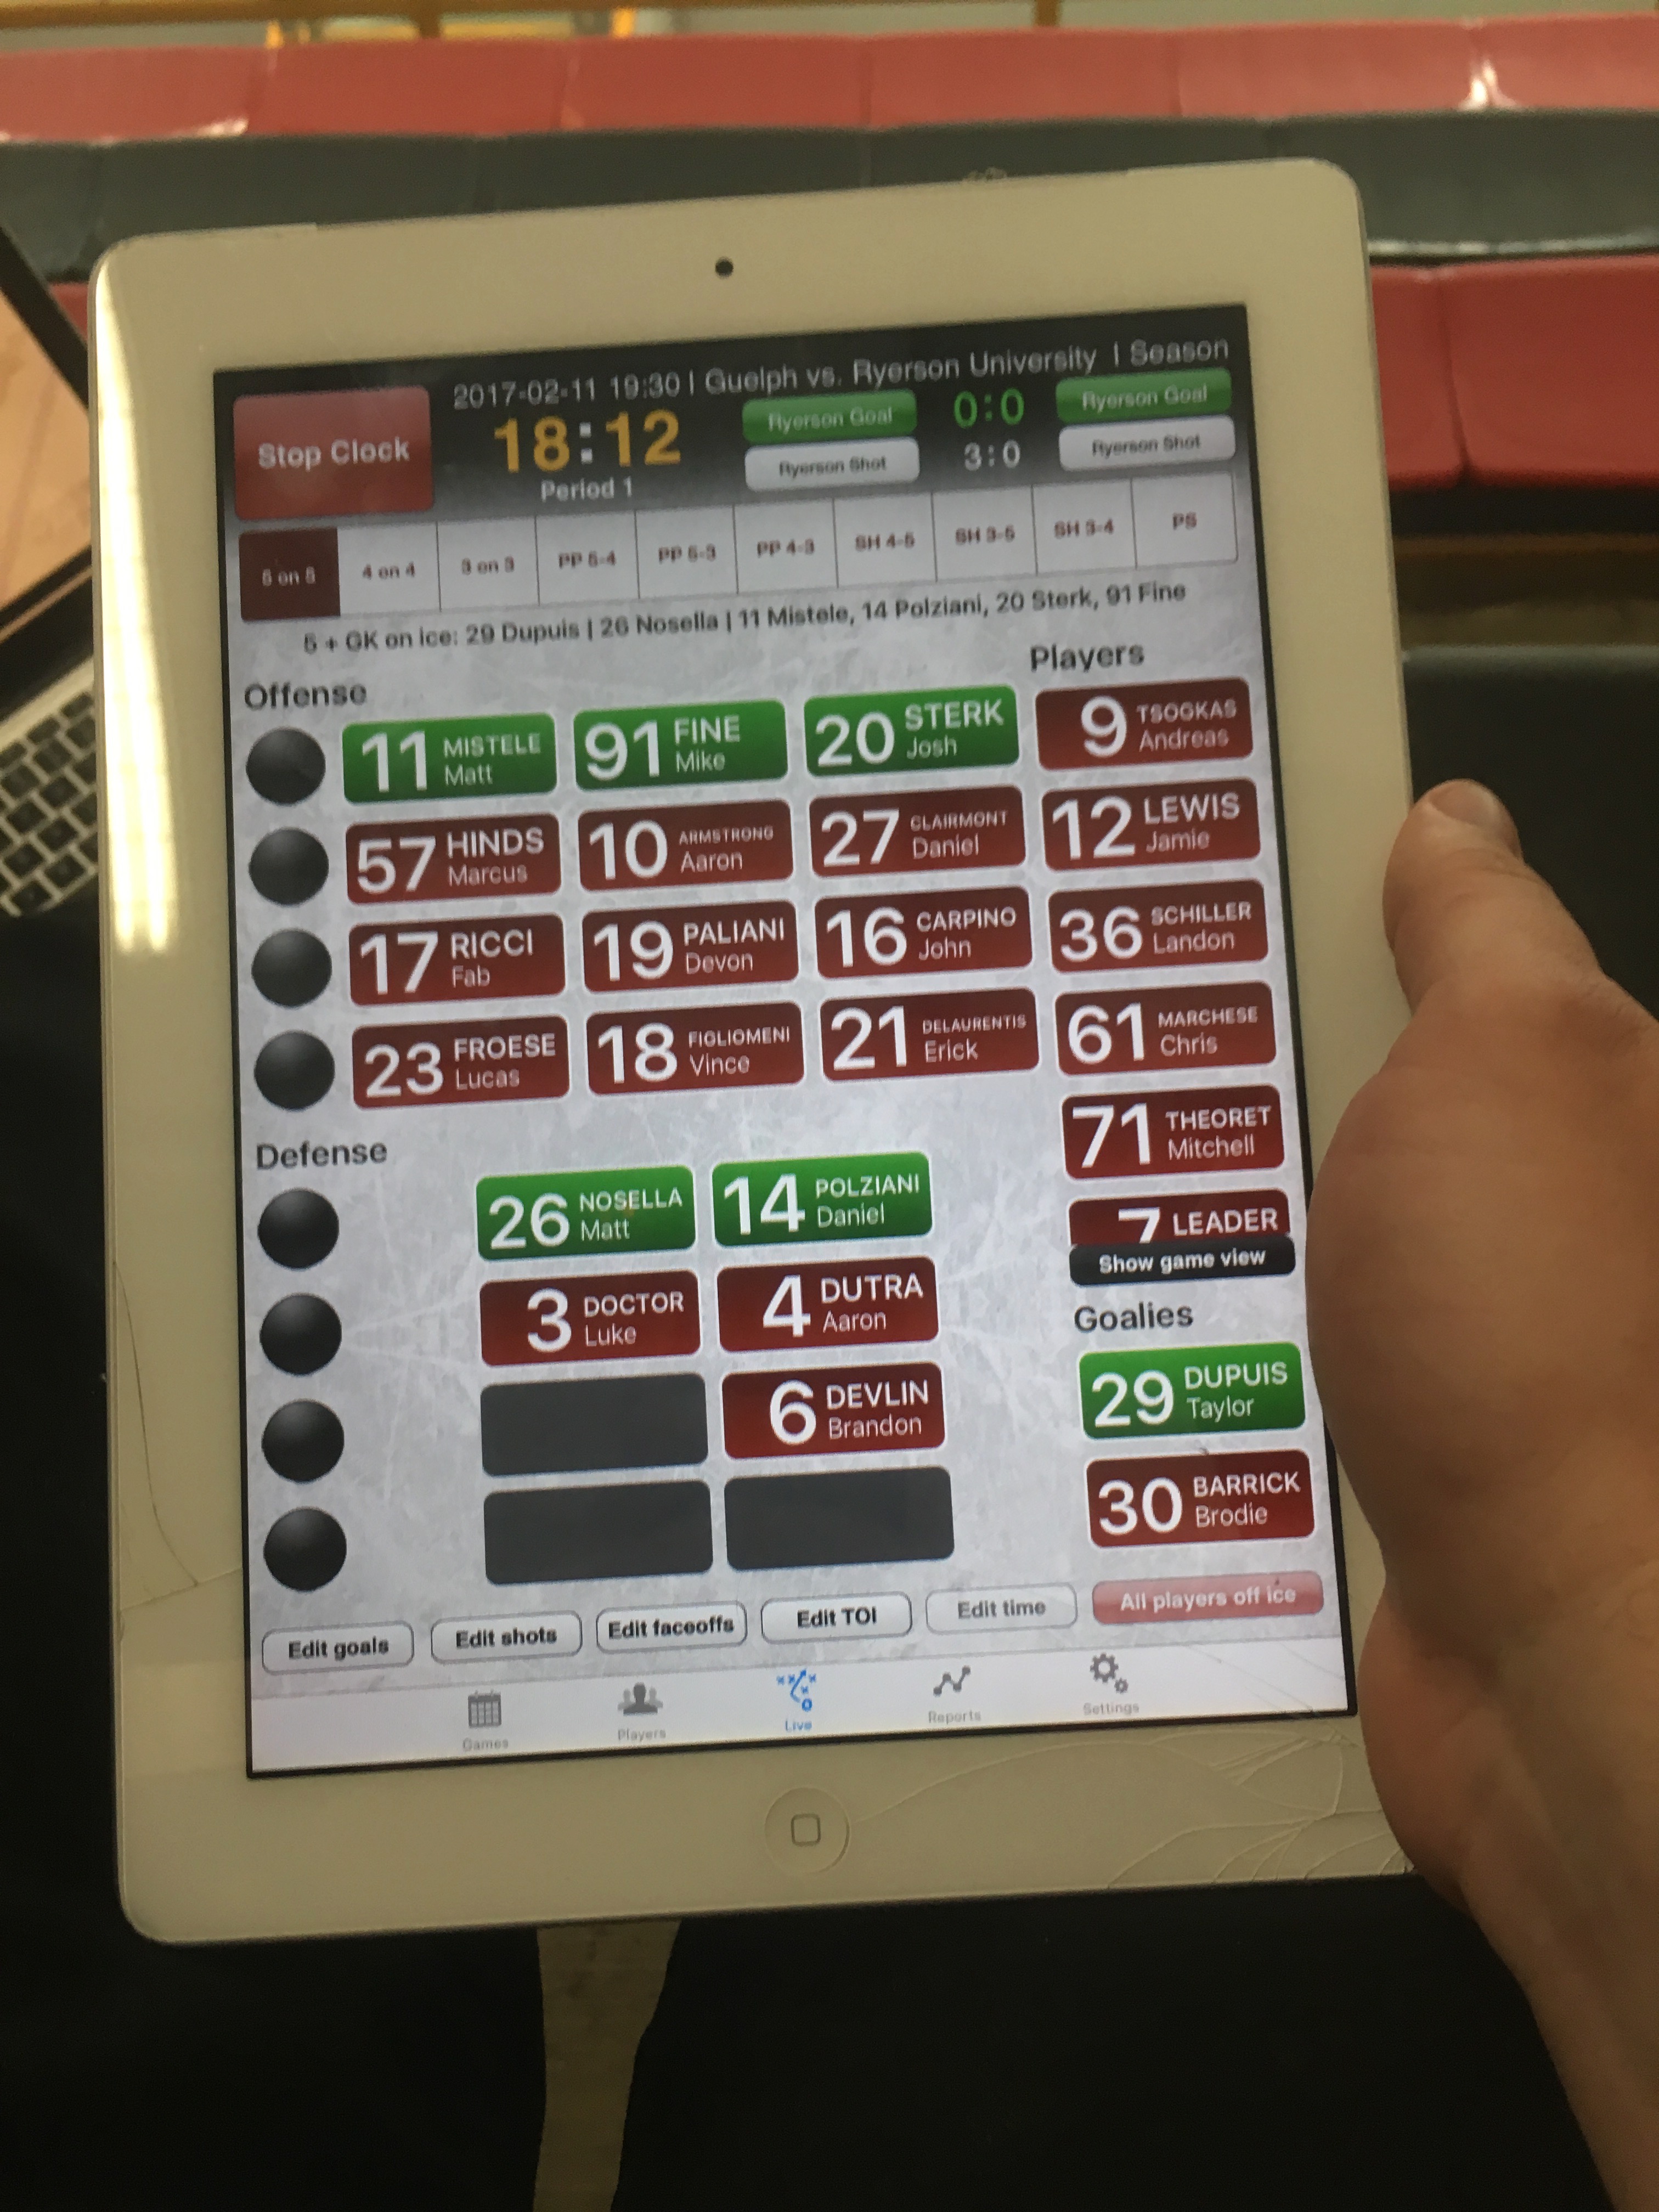 2017-02-11 19:30 | Guelph vs. Ryerson University | Season
Stop Clock
18:12
Period 1
Ryerson Goal
Ryerson Shot
0:0
3:0
Ryerson Goal
Ryerson Shot
5 on 5
4 on 4
3 on 3
PP 5-4
PP 5-3
PP 4-3
SH 4-5
SH 3-5
SH 3-4
PS
5 + GK on ice: 29 Dupuis | 26 Nosella | 11 Mistele, 14 Polziani, 20 Sterk, 91 Fine
Offense
11 MISTELE
Matt
91 FINE
Mike
20 STERK
Josh
57 HINDS
Marcus
10 ARMSTRONG
Aaron
27 CLAIRMONT
Daniel
17 RICCI
Fab
19 PALIANI
Devon
16 CARPINO
John
23 FROESE
Lucas
18 FIGLIOMENI
Vince
21 DELAURENTIS
Erick
Players
9 TSOGKAS
Andreas
12 LEWIS
Jamie
36 SCHILLER
Landon
61 MARCHESE
Chris
71 THEORET
Mitchell
7 LEADER
Show game view
Defense
26 NOSELLA
Matt
14 POLZIANI
Daniel
3 DOCTOR
Luke
4 DUTRA
Aaron
6 DEVLIN
Brandon
Goalies
29 DUPUIS
Taylor
30 BARRICK
Brodie
Edit goals
Edit shots
Edit faceoffs
Edit TOI
Edit time
All players off ice
Games
Players
Live
Reports
Settings